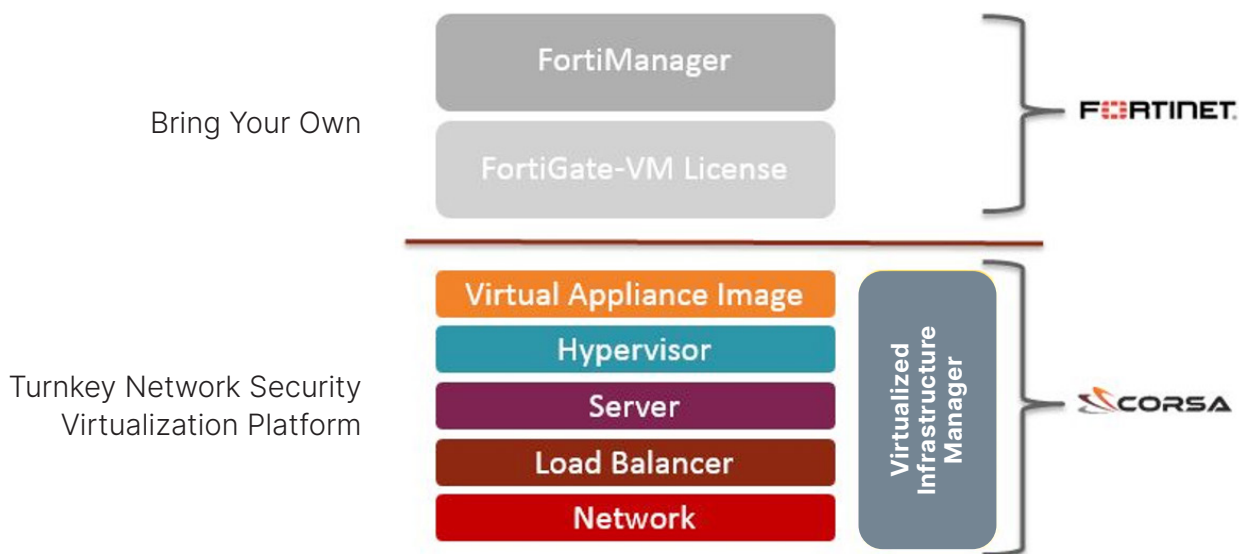 FortiManager
Bring Your Own
FORTINET.
FortiGate-VM License
Virtual Appliance Image
Hypervisor
Turnkey Network Security
Virtualization Platform
Server
Load Balancer
Network
Virtualized
Infrastructure
Manager
CORSA